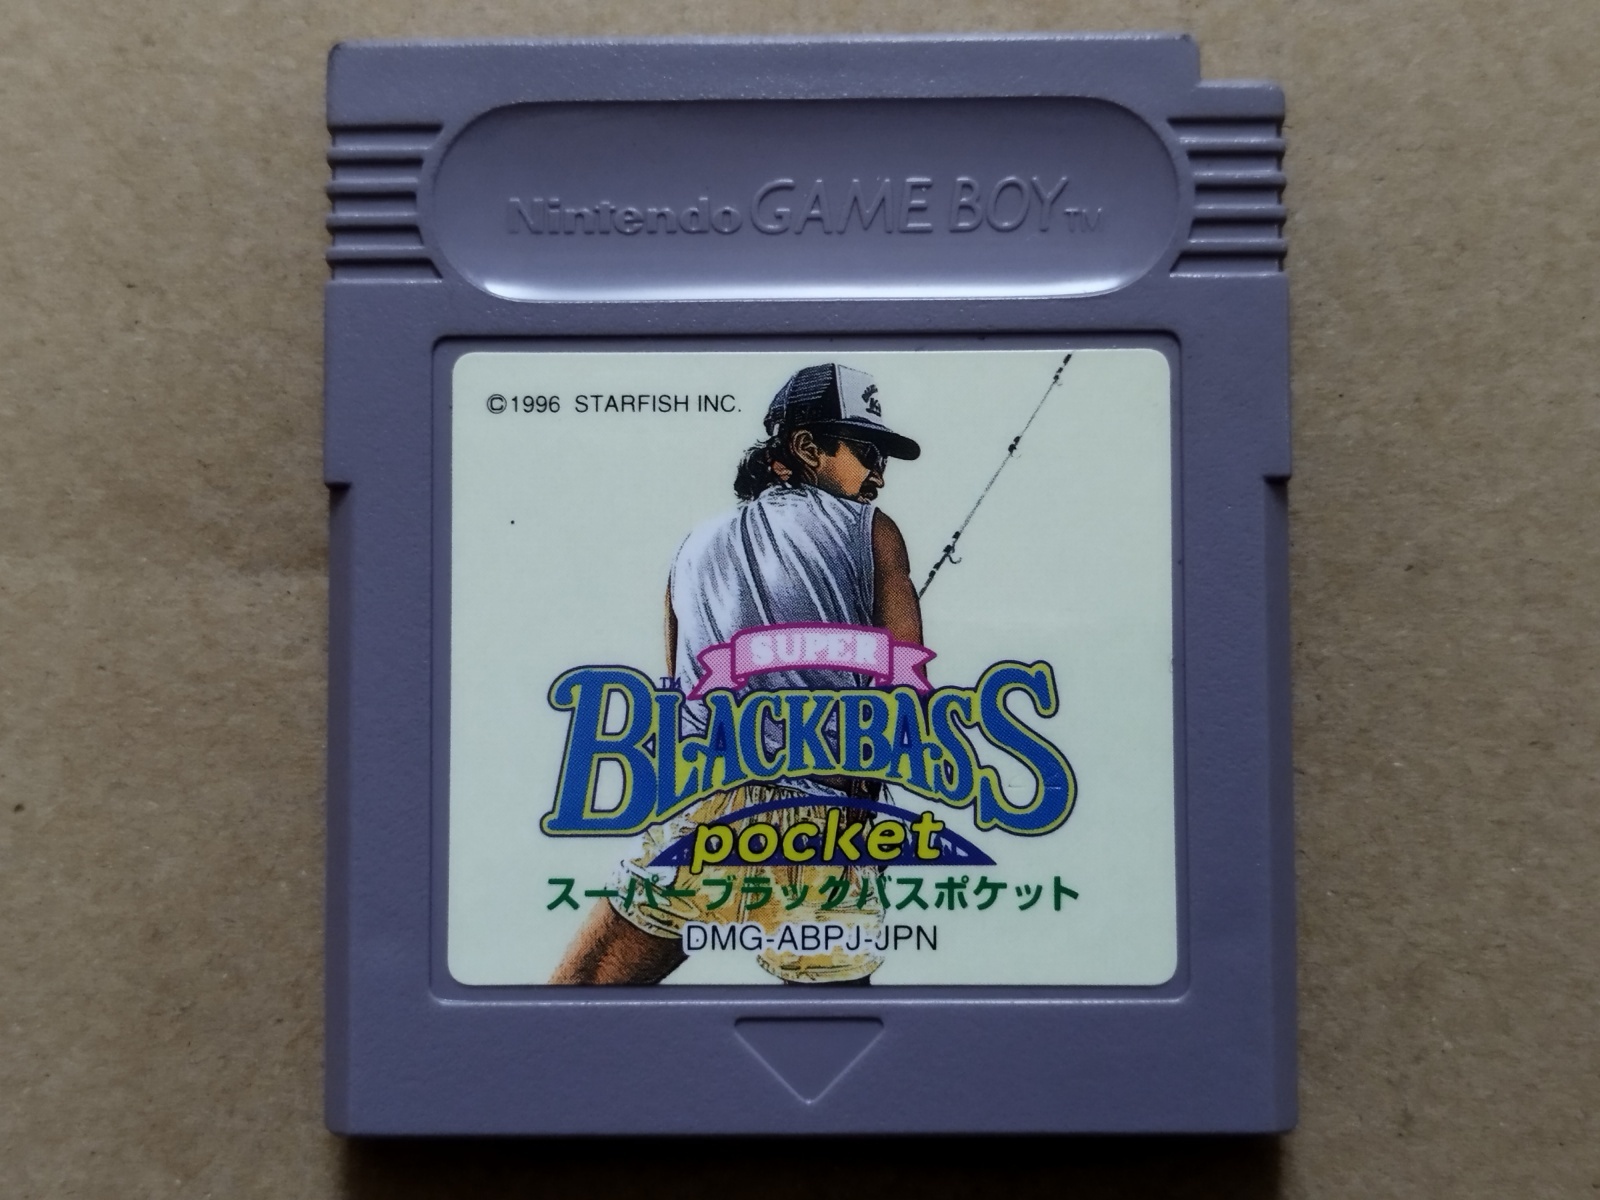 Nintendo GAME BOY TM
©1996 STARFISH INC.
SUPER
TM
BLACKBASS
pocket
スーパーブラックバスポケット
DMG-ABPJ-JPN